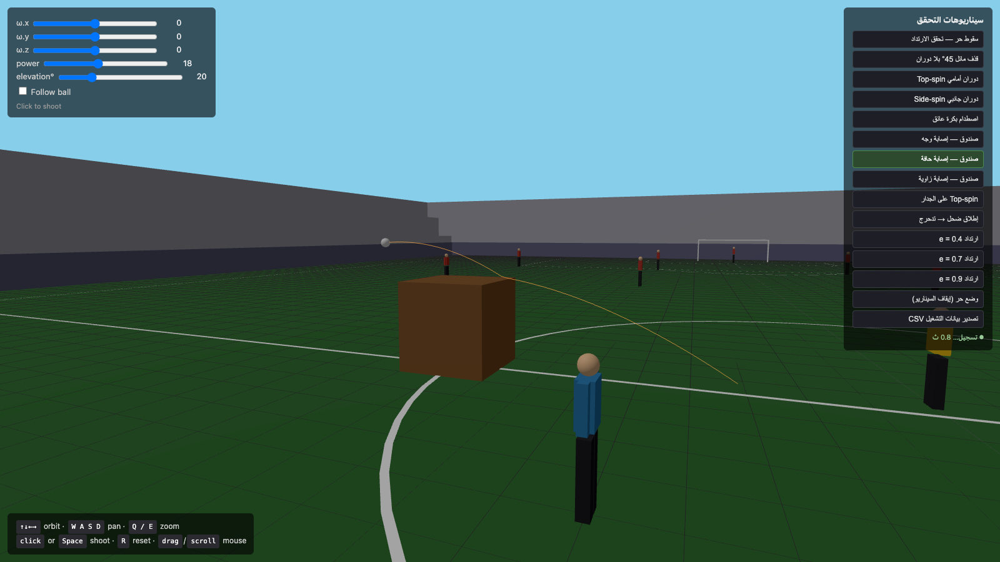 ω.x 0
ω.y 0
ω.z 0
power 18
elevation° 20
Follow ball
Click to shoot
سيناريوهات التحقق
سقوط حر — تحقق الارتداد
قذف مائل 45° بلا دوران
دوران أمامي Top-spin
دوران جانبي Side-spin
اصطدام بكرة عائق
صندوق — إصابة وجه
صندوق — إصابة حافة
صندوق — إصابة زاوية
Top-spin على الجدار
إطلاق ضحل → تدحرج
ارتداد e = 0.4
ارتداد e = 0.7
ارتداد e = 0.9
وضع حر (إيقاف السيناريو)
تصدير بيانات التشغيل CSV
● تسجيل... 0.8 ث
↑↓←→ orbit · W A S D pan · Q / E zoom
click or Space shoot · R reset · drag / scroll mouse